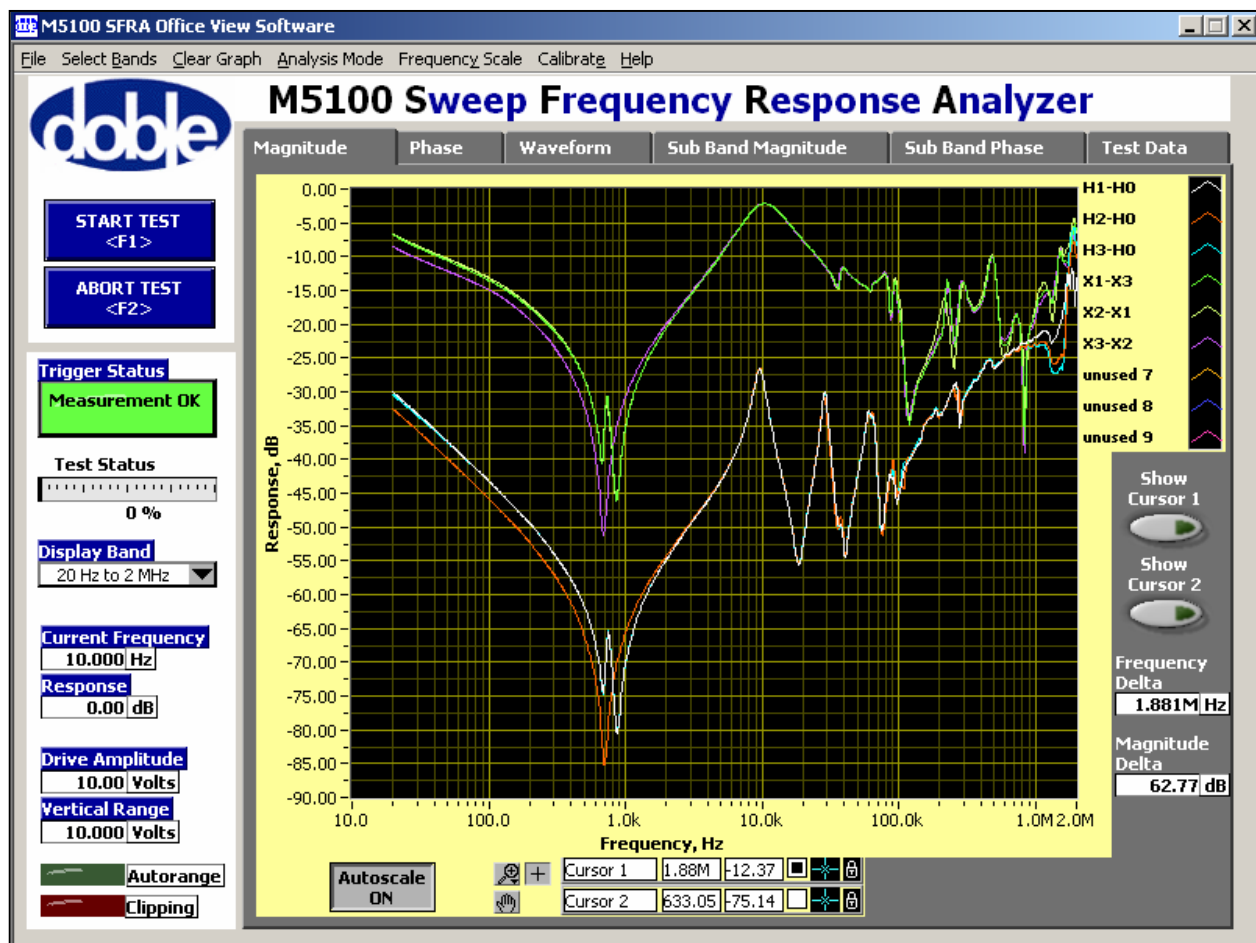 M5100 SFRA Office View Software
File Select Bands Clear Graph Analysis Mode Frequency Scale Calibrate Help
doble
M5100 Sweep Frequency Response Analyzer
Magnitude Phase Waveform Sub Band Magnitude Sub Band Phase Test Data
START TEST
<F1>
ABORT TEST
<F2>
Trigger Status
Measurement OK
Test Status
0 %
Display Band
20 Hz to 2 MHz
Current Frequency
10.000 Hz
Response
0.00 dB
Drive Amplitude
10.00 Volts
Vertical Range
10.000 Volts
Autorange
Clipping
Response, dB
0.00
-5.00
-10.00
-15.00
-20.00
-25.00
-30.00
-35.00
-40.00
-45.00
-50.00
-55.00
-60.00
-65.00
-70.00
-75.00
-80.00
-85.00
-90.00
10.0 100.0 1.0k 10.0k 100.0k 1.0M 2.0M
Frequency, Hz
H1-H0
H2-H0
H3-H0
X1-X3
X2-X1
X3-X2
unused 7
unused 8
unused 9
Show
Cursor 1
Show
Cursor 2
Frequency
Delta
1.881M Hz
Magnitude
Delta
62.77 dB
Autoscale
ON
Cursor 1 1.88M -12.37
Cursor 2 633.05 -75.14